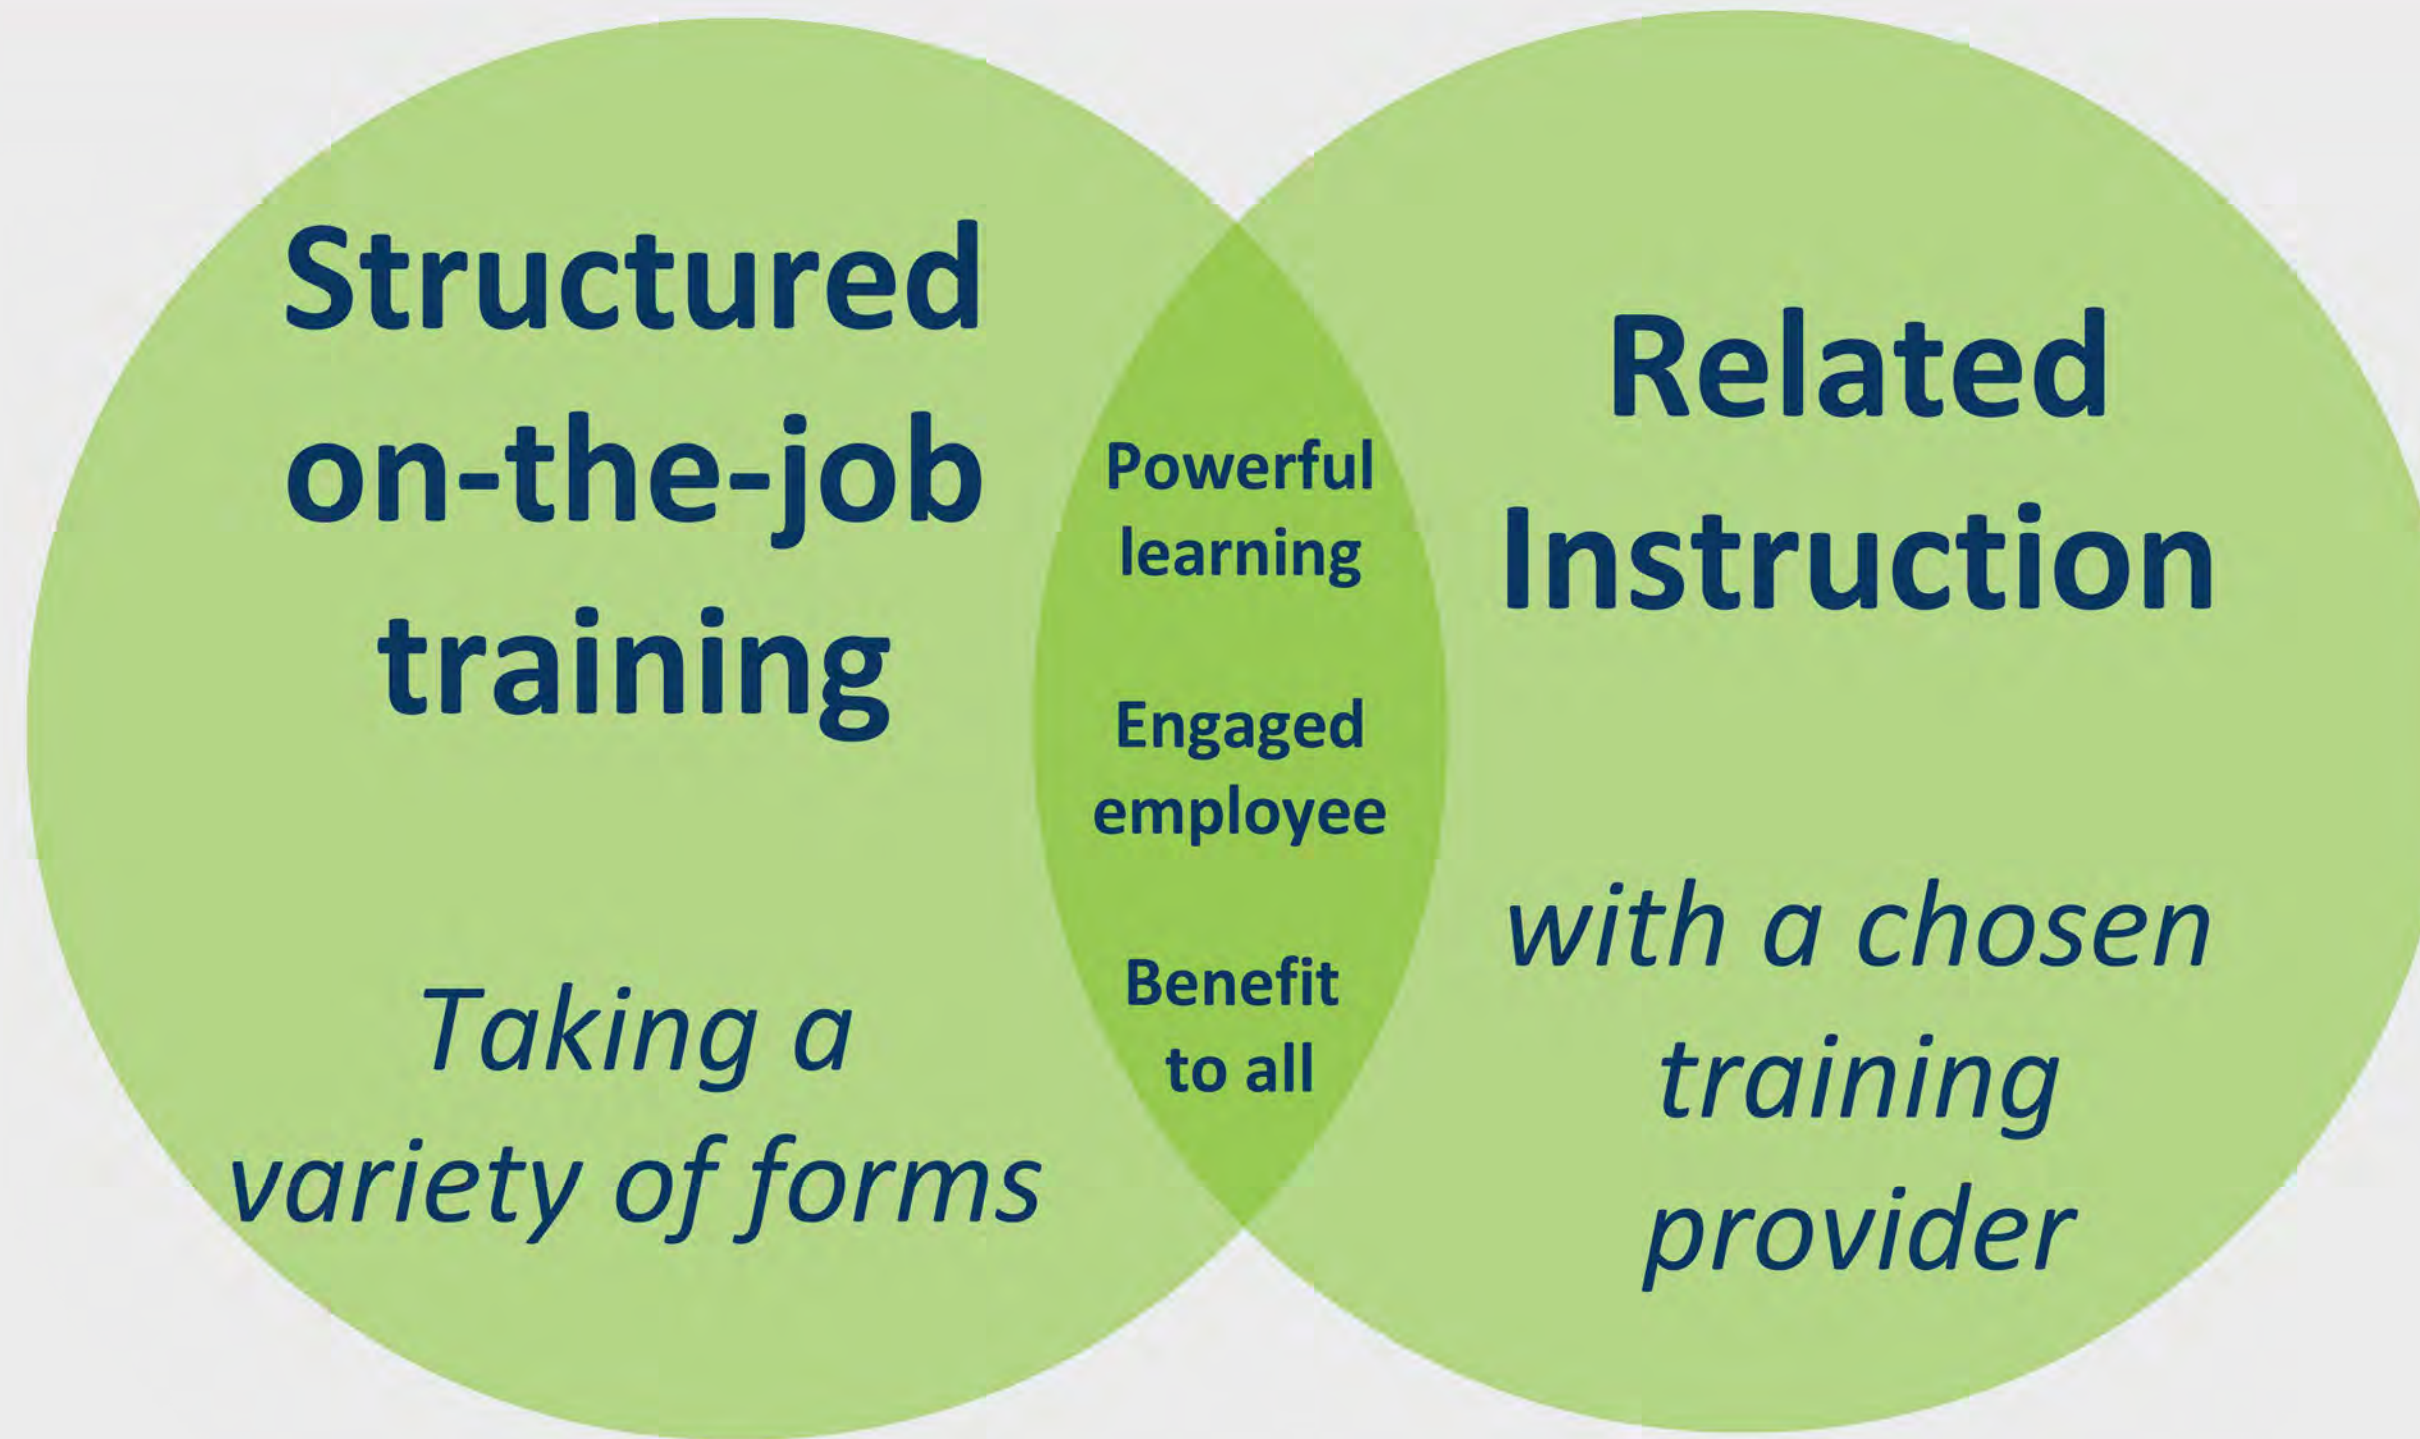 Structured
on-the-job
training
Taking a
variety of forms
Powerful
learning
Engaged
employee
Benefit
to all
Related
Instruction
with a chosen
training
provider